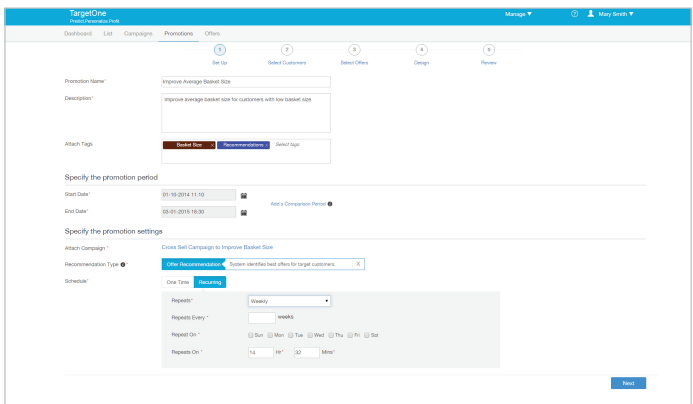 TargetOne
Predict Personalize Profit
Manage ▼
? Mary Smith ▼
Dashboard List Campaigns Promotions Offers
1 2 3 4 5
Set Up Select Customers Select Offers Design Review
Promotion Name*
Improve Average Basket Size
Description*
Improve average basket size for customers with low basket size
Attach Tags
Basket Size x Recommendations x Select tags
Specify the promotion period
Start Date*
01-10-2014 11:10
Add a Comparison Period
End Date*
03-01-2015 16:30
Specify the promotion settings
Attach Campaign *
Cross Sell Campaign to Improve Basket Size
Recommendation Type *
Offer Recommendation System identifies best offers for target customers. X
Schedule*
One Time Recurring
Repeats*
Weekly
Repeats Every *
weeks
Repeat On *
Sun Mon Tue Wed Thu Fri Sat
Repeats On *
14 Hr* 32 Mins*
Next